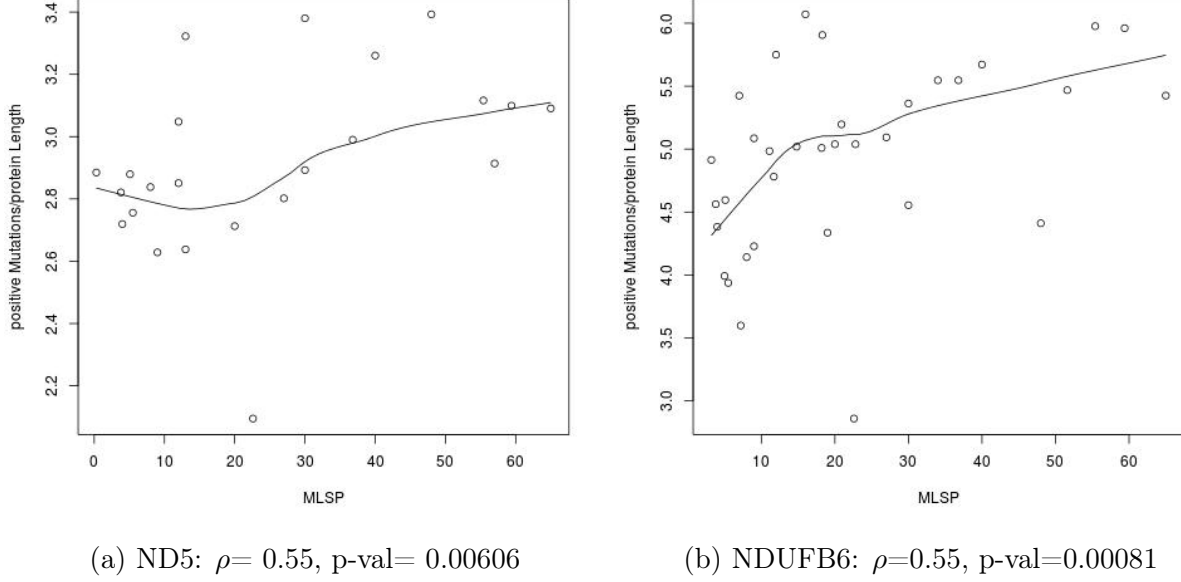 positive Mutations/protein Length
3.4
3.2
3.0
2.8
2.6
2.4
2.2
0 10 20 30 40 50 60
MLSP
(a) ND5: ρ= 0.55, p-val= 0.00606
positive Mutations/protein Length
6.0
5.5
5.0
4.5
4.0
3.5
3.0
10 20 30 40 50 60
MLSP
(b) NDUFB6: ρ=0.55, p-val=0.00081